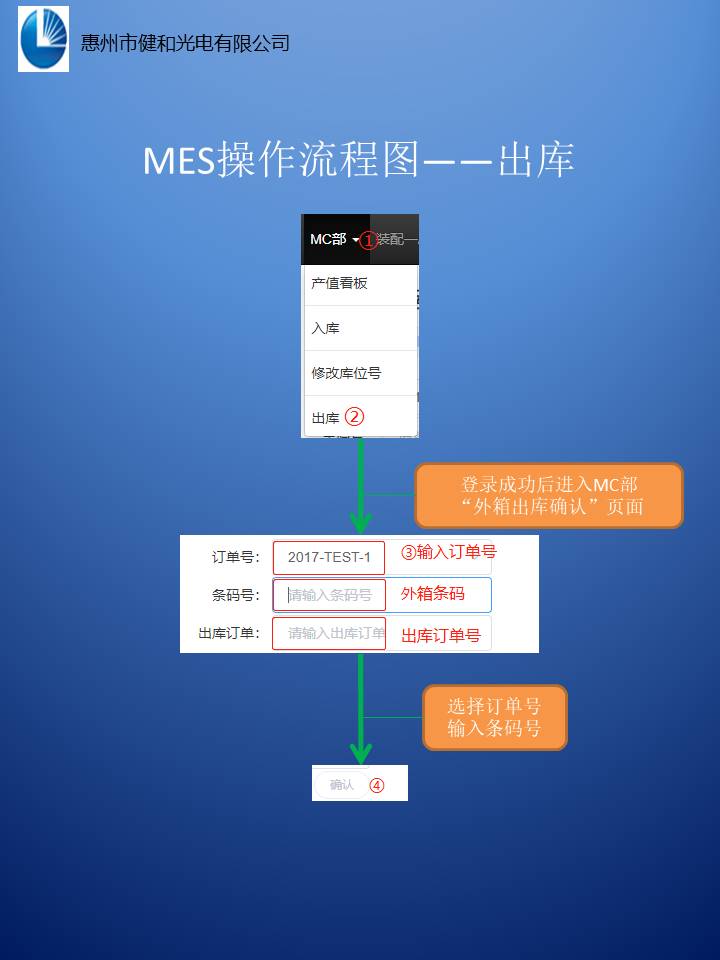 惠州市健和光电有限公司
MES操作流程图——出库
MC部 ① 装配一
产值看板
入库
修改库位号
出库 ②
登录成功后进入MC部
“外箱出库确认”页面
订单号： 2017-TEST-1 ③输入订单号
条码号： 请输入条码号 外箱条码
出库订单： 请输入出库订单 出库订单号
选择订单号
输入条码号
确认 ④